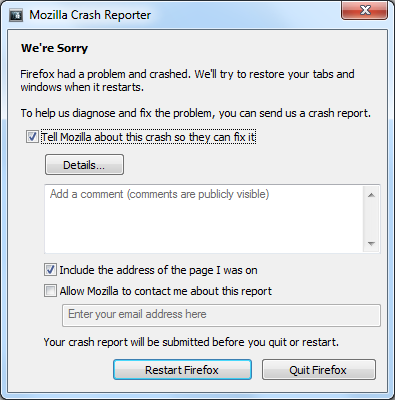 Mozilla Crash Reporter
We're Sorry
Firefox had a problem and crashed. We'll try to restore your tabs and
windows when it restarts.
To help us diagnose and fix the problem, you can send us a crash report.
Tell Mozilla about this crash so they can fix it
Details...
Add a comment (comments are publicly visible)
Include the address of the page I was on
Allow Mozilla to contact me about this report
Enter your email address here
Your crash report will be submitted before you quit or restart.
Restart Firefox
Quit Firefox